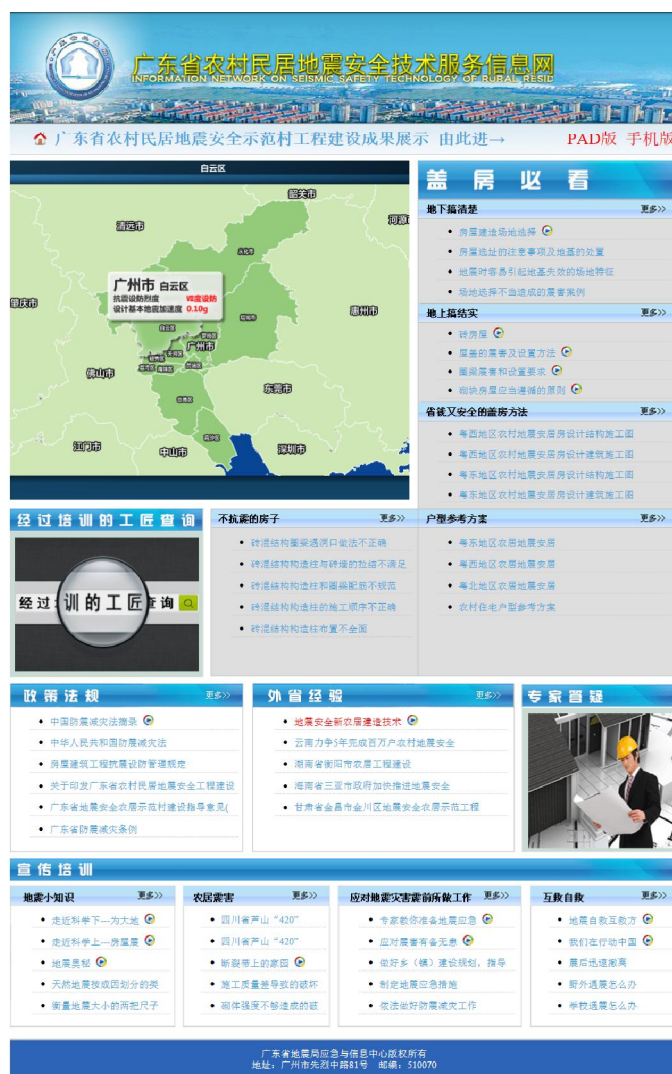 广东省农村民居地震安全技术服务信息网
INFORMATION NETWORK ON SEISMIC SAFETY TECHNOLOGY OF RURAL RESID
广东省农村民居地震安全示范村工程建设成果展示 由此进→ PAD版 手机版
白云区
韶关市
清远市
河源
广州市 白云区
抗震设防烈度 VII度设防
设计基本地震加速度 0.10g
肇庆市
惠州市
广州市
佛山市
东莞市
江门市
中山市
深圳市
盖房必看
地下搞清楚 更多>>
房屋建造场地选择
房屋选址的注意事项及地基的处置
地震时容易引起地基失效的场地特征
场地选择不当造成的震害案例
地上搞结实 更多>>
砖房屋
屋盖的震害及设置方法
圈梁震害和设置要求
砌块房屋应当遵循的原则
省钱又安全的盖房方法 更多>>
粤西地区农村地震安居房设计结构施工图
粤西地区农村地震安居房设计建筑施工图
粤东地区农村地震安居房设计结构施工图
粤东地区农村地震安居房设计建筑施工图
经过培训的工匠查询
经过 训的工匠 查询
不抗震的房子 更多>>
砖混结构圈梁遇洞口做法不正确
砖混结构构造柱与砖墙的拉结不满足
砖混结构构造柱和圈梁配筋不规范
砖混结构构造柱的施工顺序不正确
砖混结构构造柱布置不全面
户型参考方案 更多>>
粤东地区农居地震安居
粤西地区农居地震安居
粤北地区农居地震安居
农村住宅户型参考方案
政策法规 更多>>
中国防震减灾法摘录
中华人民共和国防震减灾法
房屋建筑工程抗震设防管理规定
关于印发广东省农村民居地震安全工程建设
广东省地震安全农居示范村建设指导意见(
广东省防震减灾条例
外省经验 更多>>
地震安全新农居建造技术
云南力争5年完成百万户农村地震安全
湖南省衡阳市农居工程建设
海南省三亚市政府加快推进地震安全
甘肃省金昌市金川区地震安全农居示范工程
专家答疑
宣传培训
地震小知识 更多>>
走近科学下---为大地
走近科学上---房屋震
地震奥秘
天然地震按成因划分的类
衡量地震大小的两把尺子
农居震害 更多>>
四川省芦山“420”
四川省芦山“420”
断裂带上的家园
施工质量差导致的破坏
砌体强度不够造成的破
应对地震灾害震前所做工作 更多>>
专家教你准备地震应急
应对震害有备无患
做好乡（镇）建设规划，指导
制定地震应急措施
依法做好防震减灾工作
互救自救 更多>>
地震自救互救方
我们在行动中国
震后迅速撤离
野外遇震怎么办
学校遇震怎么办
广东省地震局应急与信息中心版权所有
地址：广州市先烈中路81号 邮编：510070